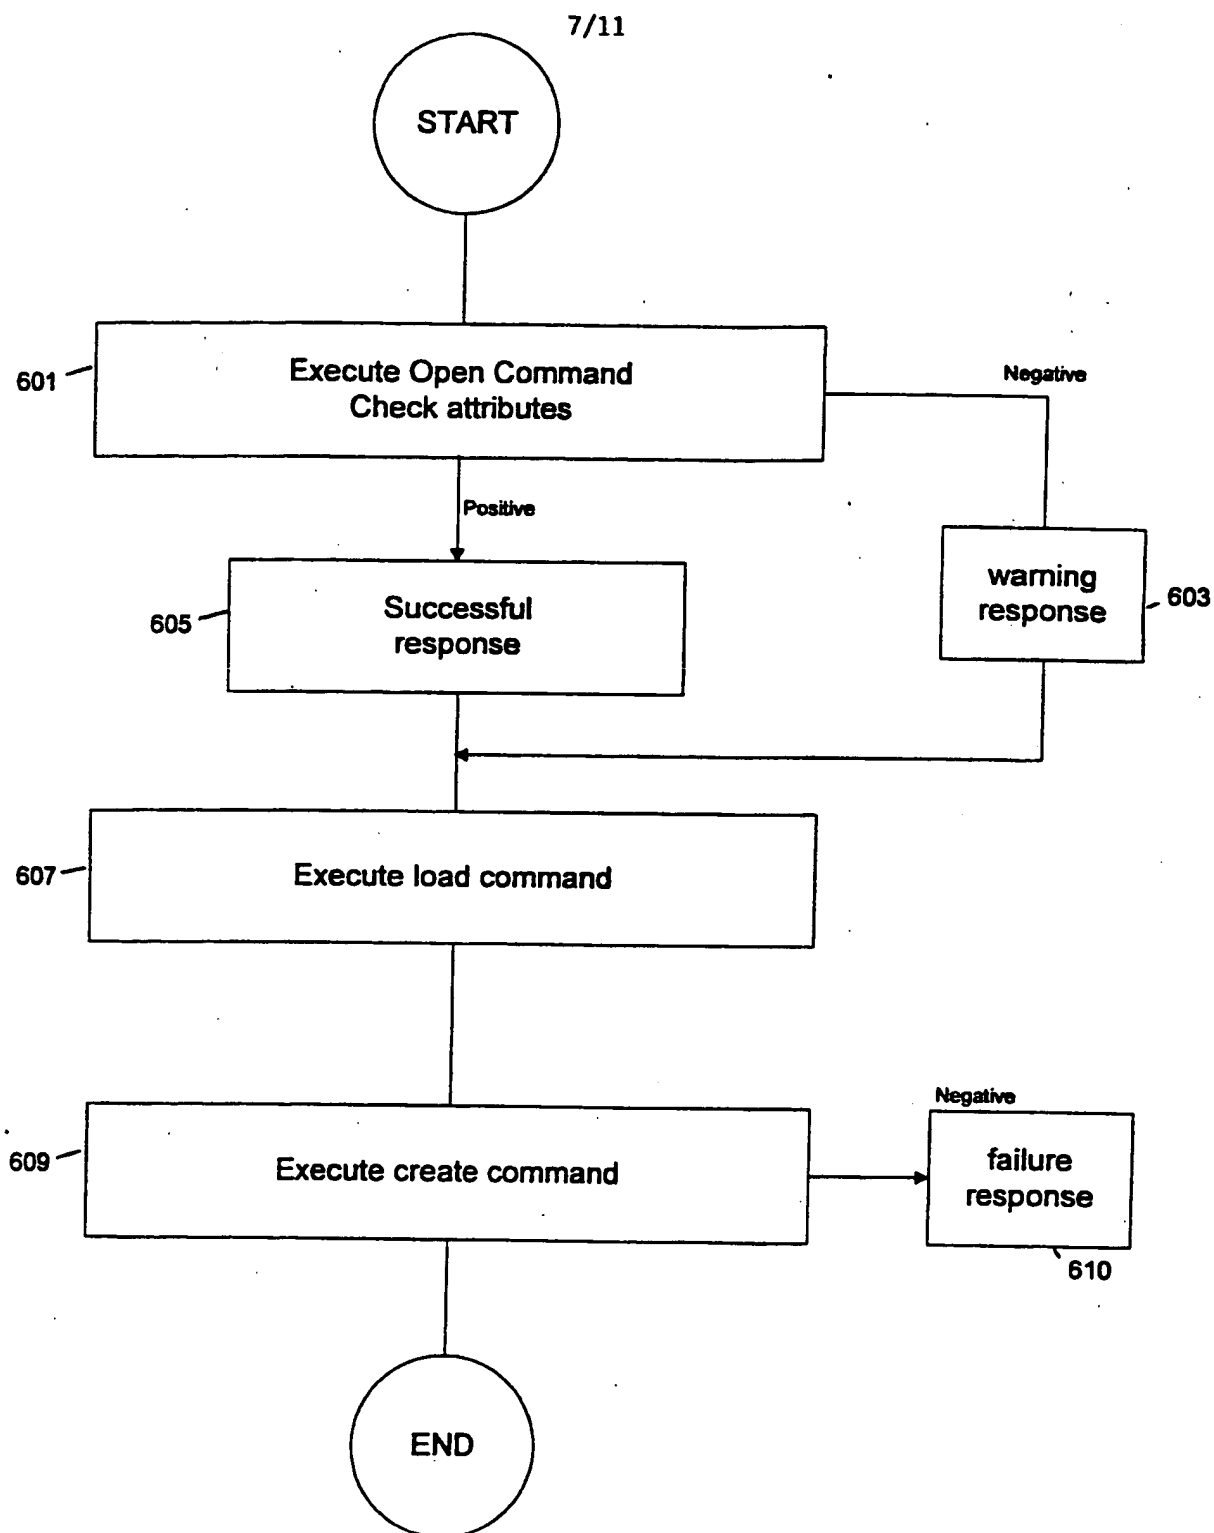 7/11
START
601
Execute Open Command
Check attributes
Negative
Positive
605
Successful
response
warning
response
603
607
Execute load command
609
Execute create command
Negative
failure
response
610
END